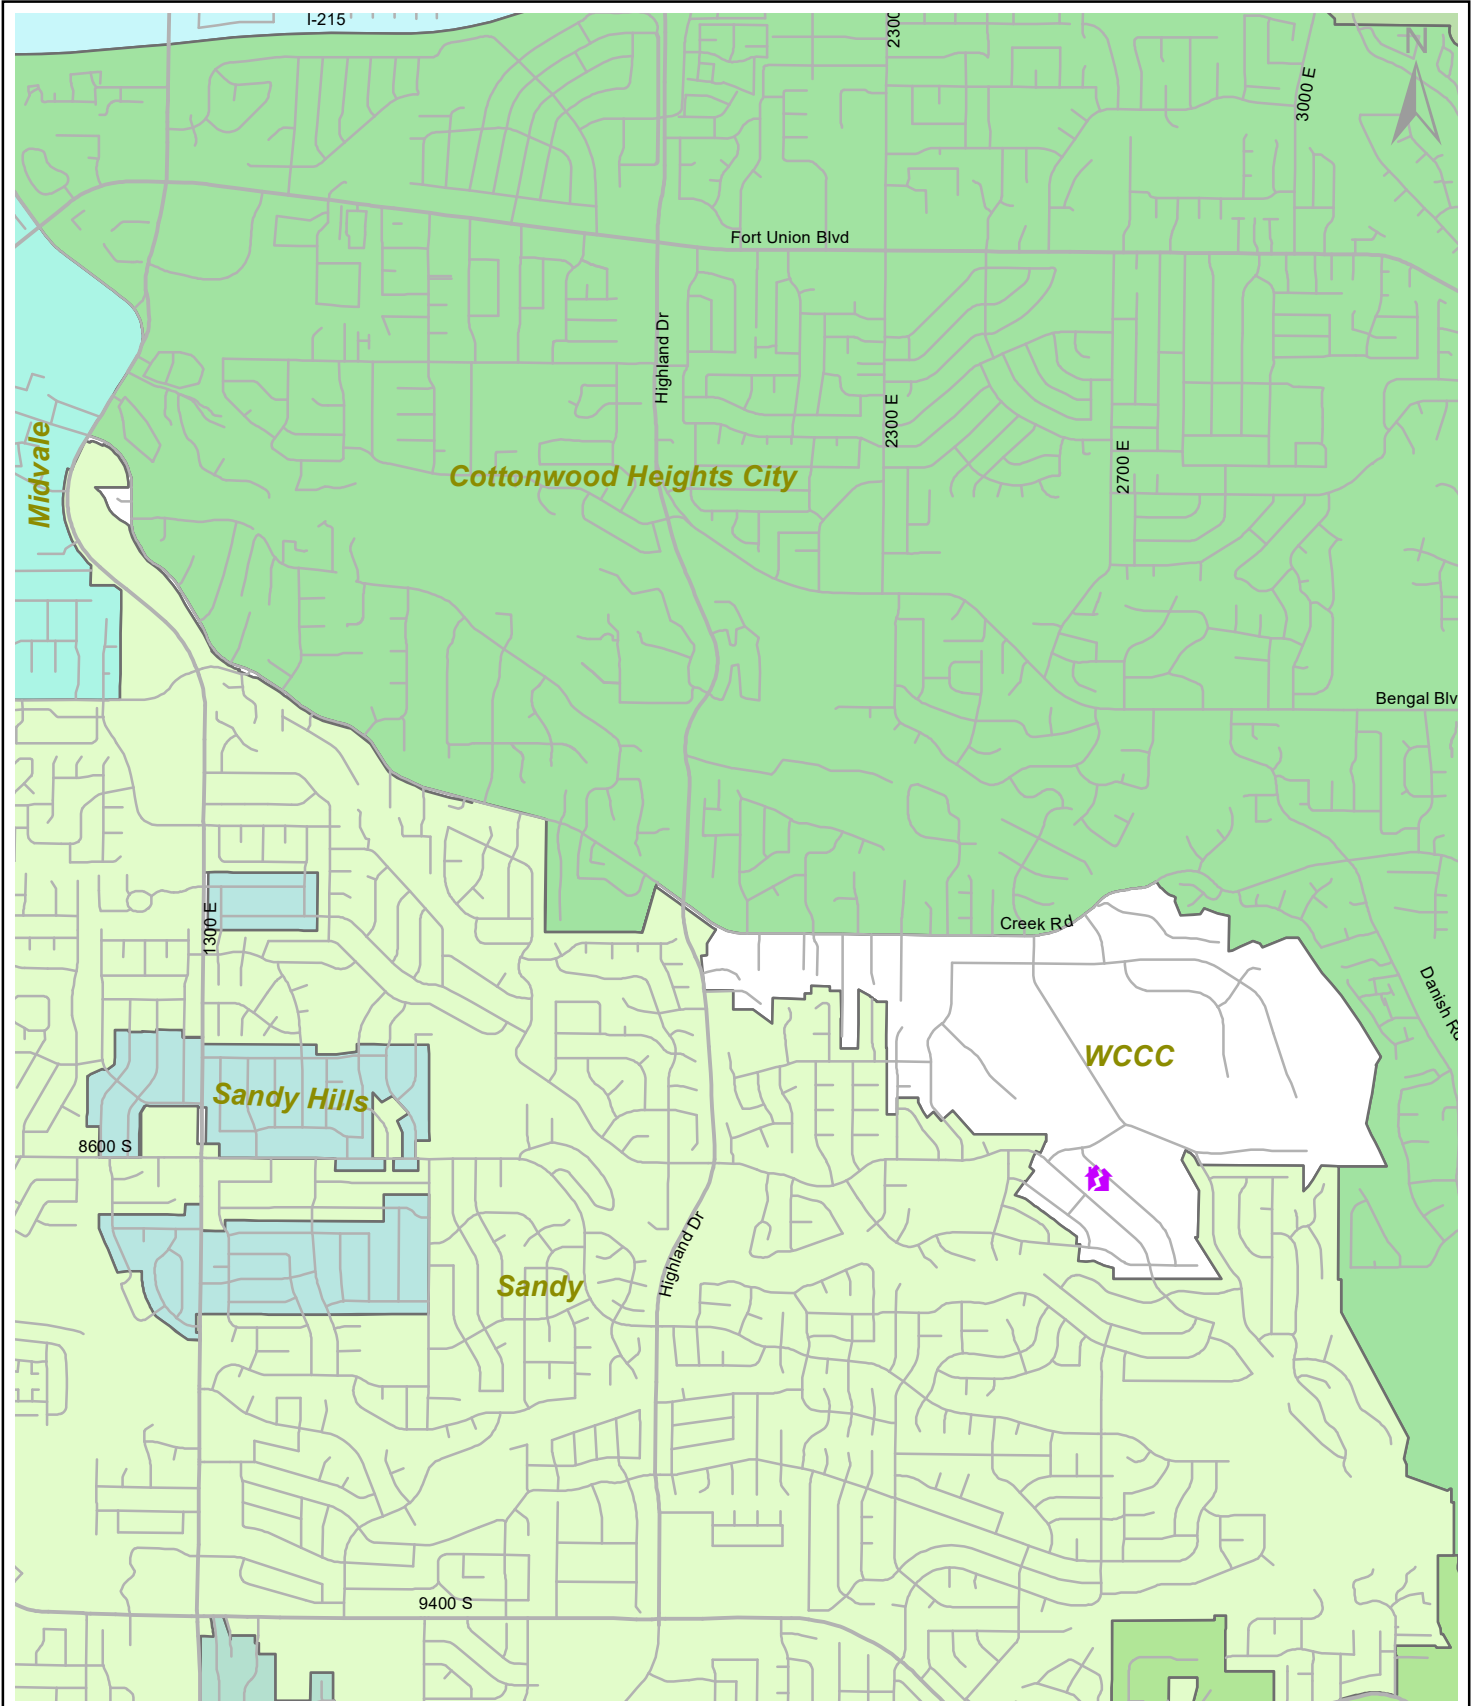 I-215
2300
N
3000 E
Fort Union Blvd
Highland Dr
2300 E
Midvale
2700 E
Cottonwood Heights City
Bengal Blv
1300 E
Creek Rd
Danish Rd
WCCC
Sandy Hills
8600 S
Highland Dr
Sandy
9400 S